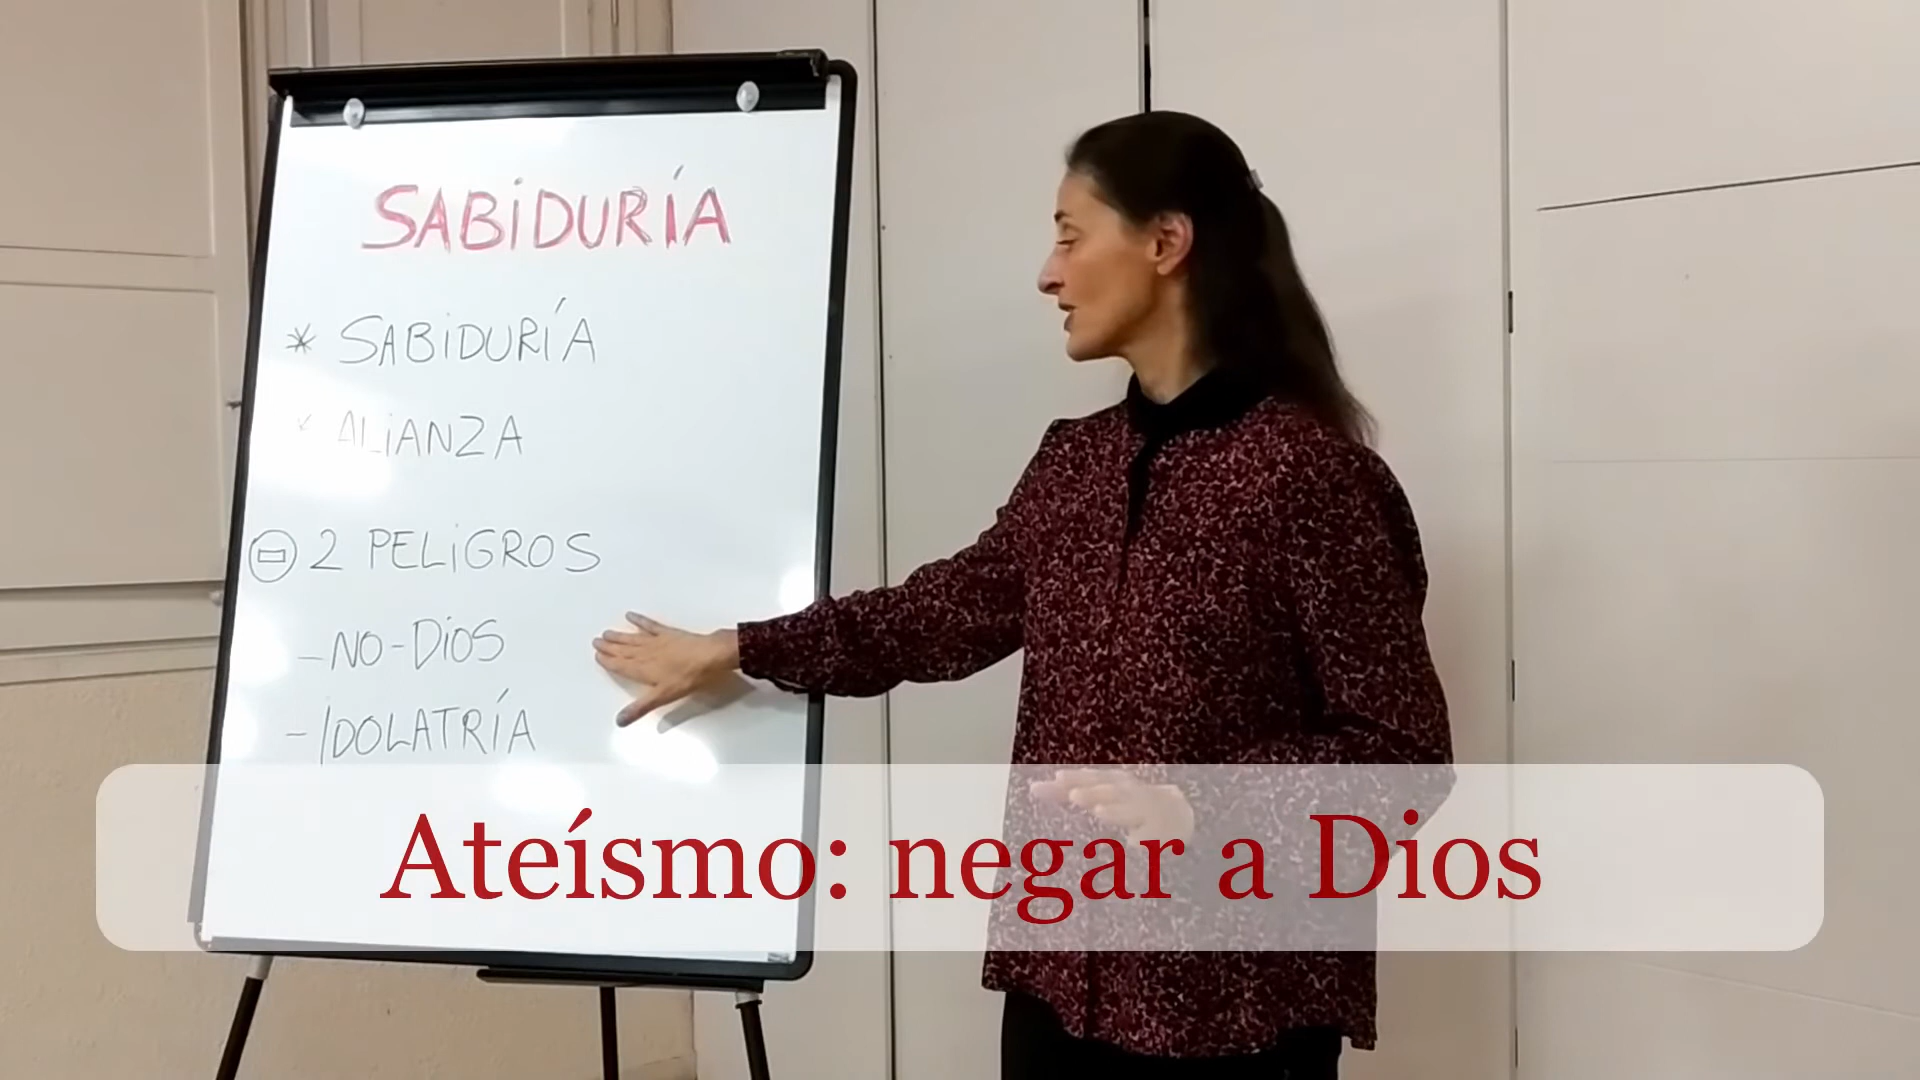 SABIDURÍA
* SABIDURÍA
* ALIANZA
⊖ 2 PELIGROS
- NO-DIOS
- IDOLATRÍA
Ateísmo: negar a Dios